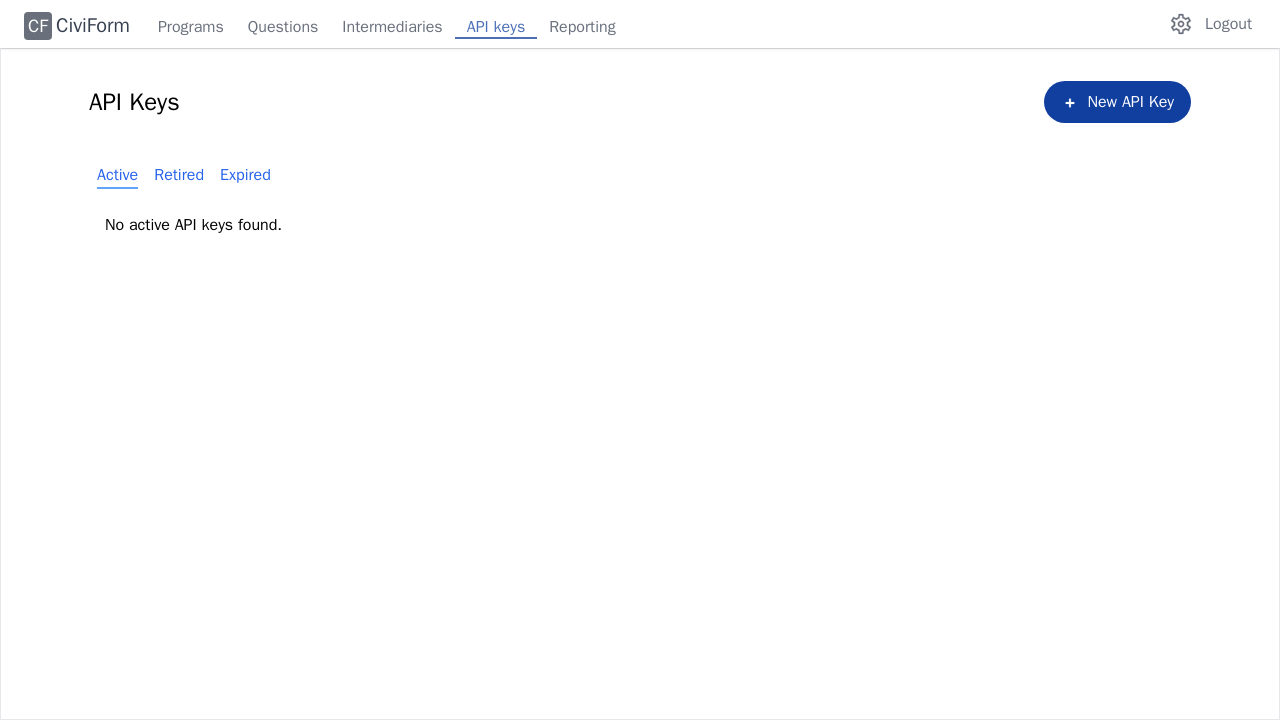 CF CiviForm Programs Questions Intermediaries API keys Reporting Logout
API Keys + New API Key
Active Retired Expired
No active API keys found.